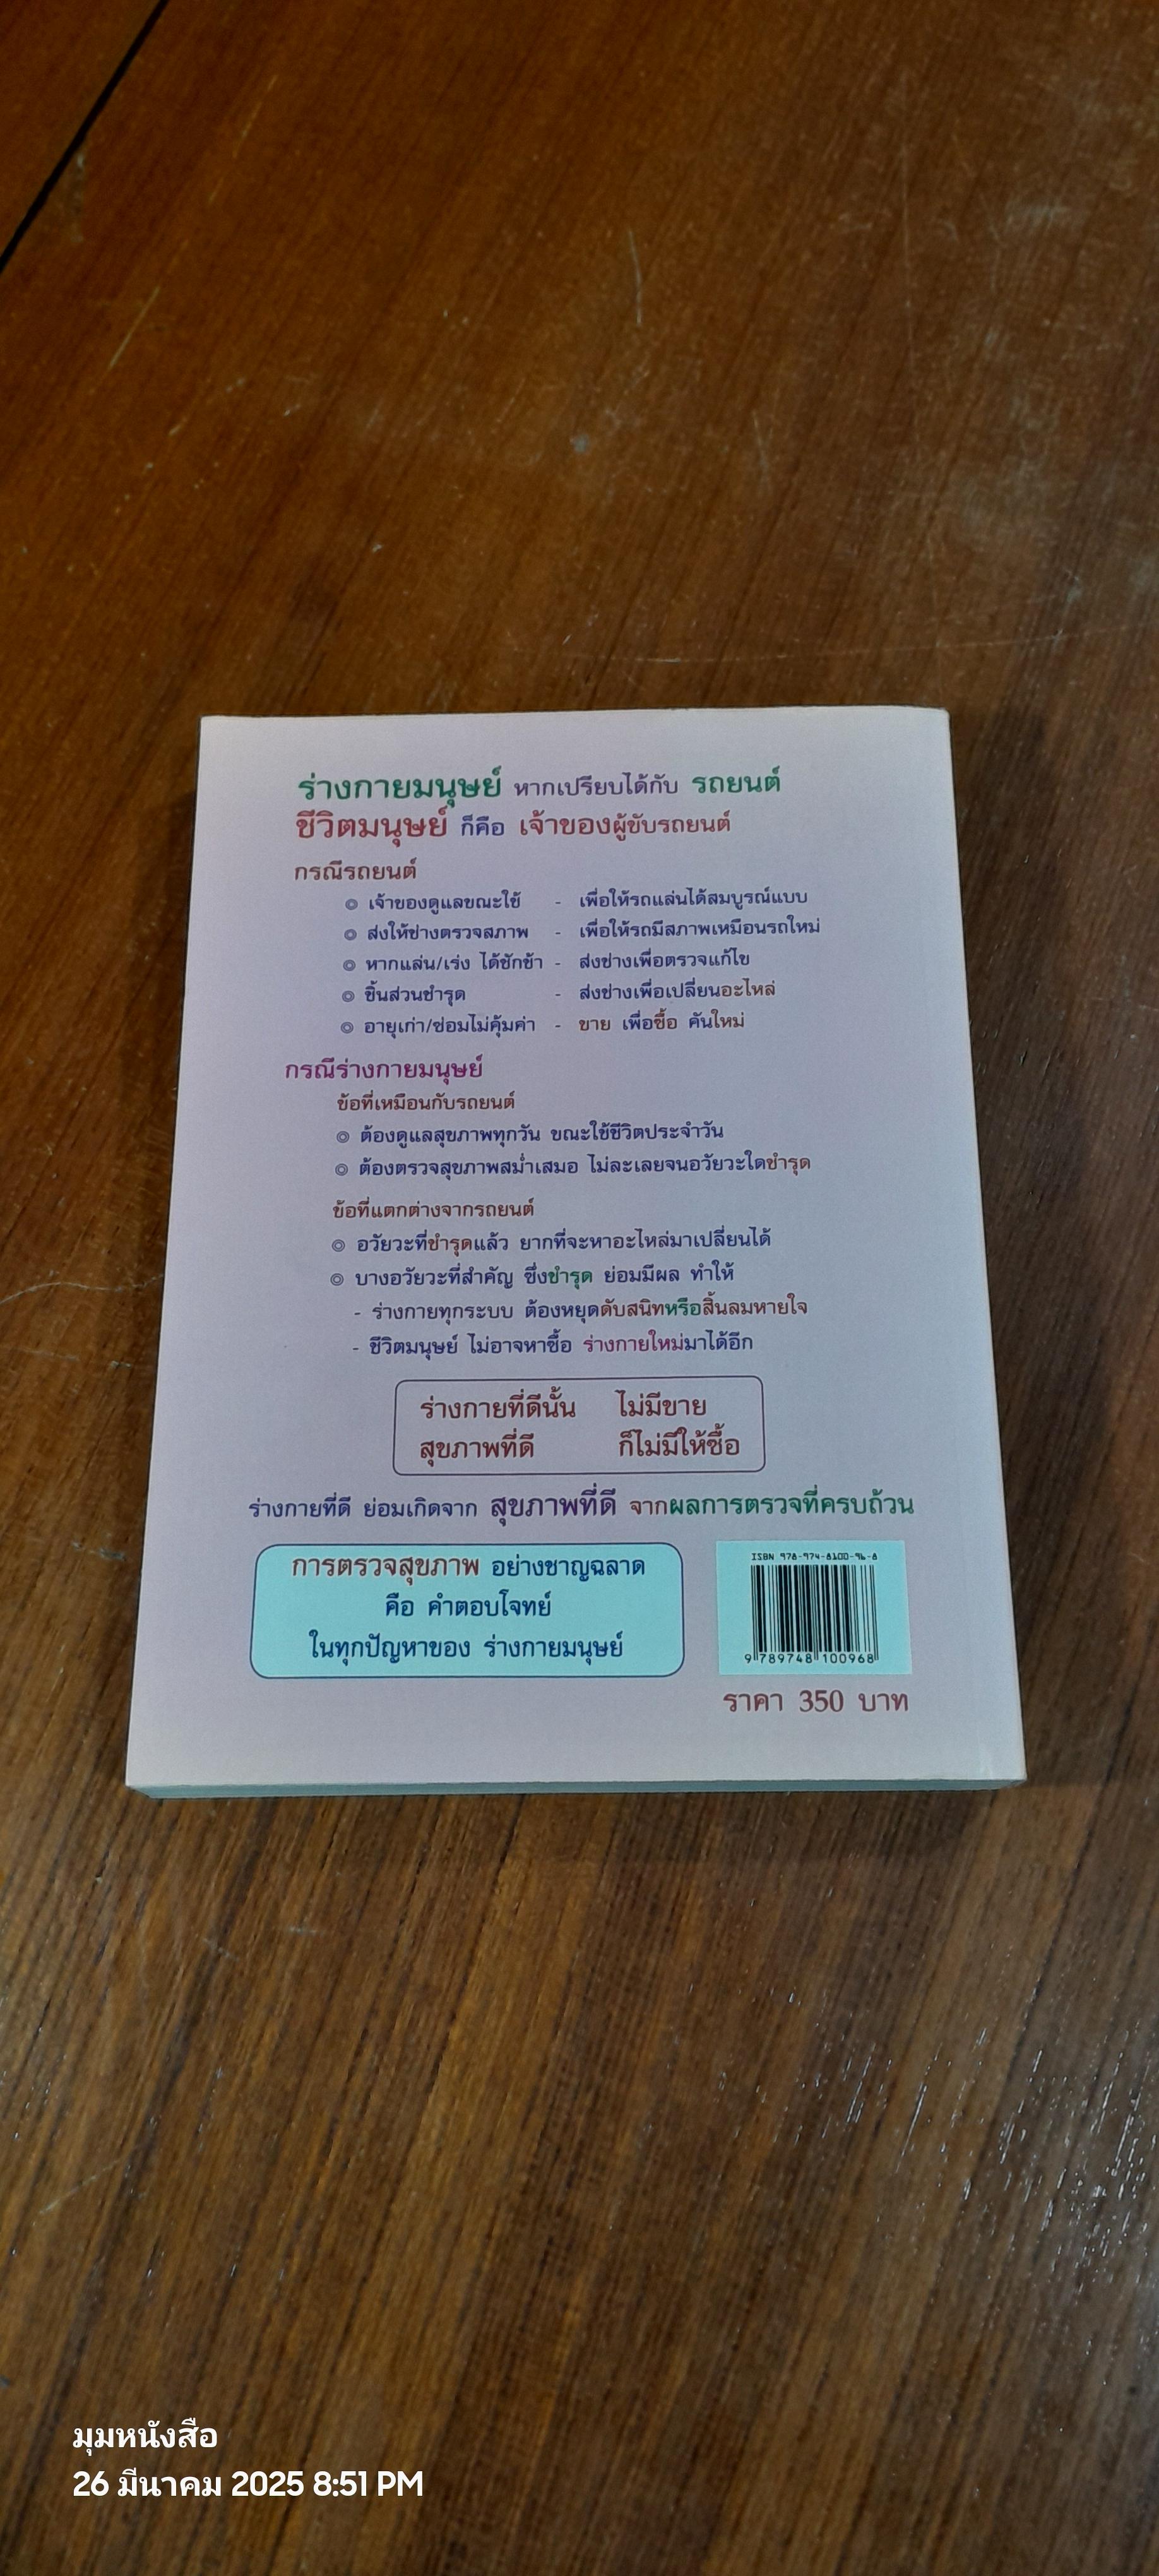 ร่างกายมนุษย์ หากเปรียบได้กับ รถยนต์
ชีวิตมนุษย์ ก็คือ เจ้าของผู้ขับรถยนต์
กรณีรถยนต์
◎ เจ้าของดูแลขณะใช้ - เพื่อให้รถแล่นได้สมบูรณ์แบบ
◎ ส่งให้ช่างตรวจสภาพ - เพื่อให้รถมีสภาพเหมือนรถใหม่
◎ หากแล่น/เร่ง ได้ชักช้า - ส่งช่างเพื่อตรวจแก้ไข
◎ ชิ้นส่วนชำรุด - ส่งช่างเพื่อเปลี่ยนอะไหล่
◎ อายุเก่า/ซ่อมไม่คุ้มค่า - ขาย เพื่อซื้อ คันใหม่
กรณีร่างกายมนุษย์
ข้อที่เหมือนกับรถยนต์
◎ ต้องดูแลสุขภาพทุกวัน ขณะใช้ชีวิตประจำวัน
◎ ต้องตรวจสุขภาพสม่ำเสมอ ไม่ละเลยจนอวัยวะใดชำรุด
ข้อที่แตกต่างจากรถยนต์
◎ อวัยวะที่ชำรุดแล้ว ยากที่จะหาอะไหล่มาเปลี่ยนได้
◎ บางอวัยวะที่สำคัญ ซึ่งชำรุด ย่อมมีผล ทำให้
- ร่างกายทุกระบบ ต้องหยุดดับสนิทหรือสิ้นลมหายใจ
- ชีวิตมนุษย์ ไม่อาจหาซื้อ ร่างกายใหม่มาได้อีก
ร่างกายที่ดีนั้น ไม่มีขาย
สุขภาพที่ดี ก็ไม่มีให้ซื้อ
ร่างกายที่ดี ย่อมเกิดจาก สุขภาพที่ดี จากผลการตรวจที่ครบถ้วน
การตรวจสุขภาพ อย่างชาญฉลาด
คือ คำตอบโจทย์
ในทุกปัญหาของ ร่างกายมนุษย์
ISBN 978-974-8100-96-8
9 789748 100968
ราคา 350 บาท
มุมหนังสือ
26 มีนาคม 2025 8:51 PM